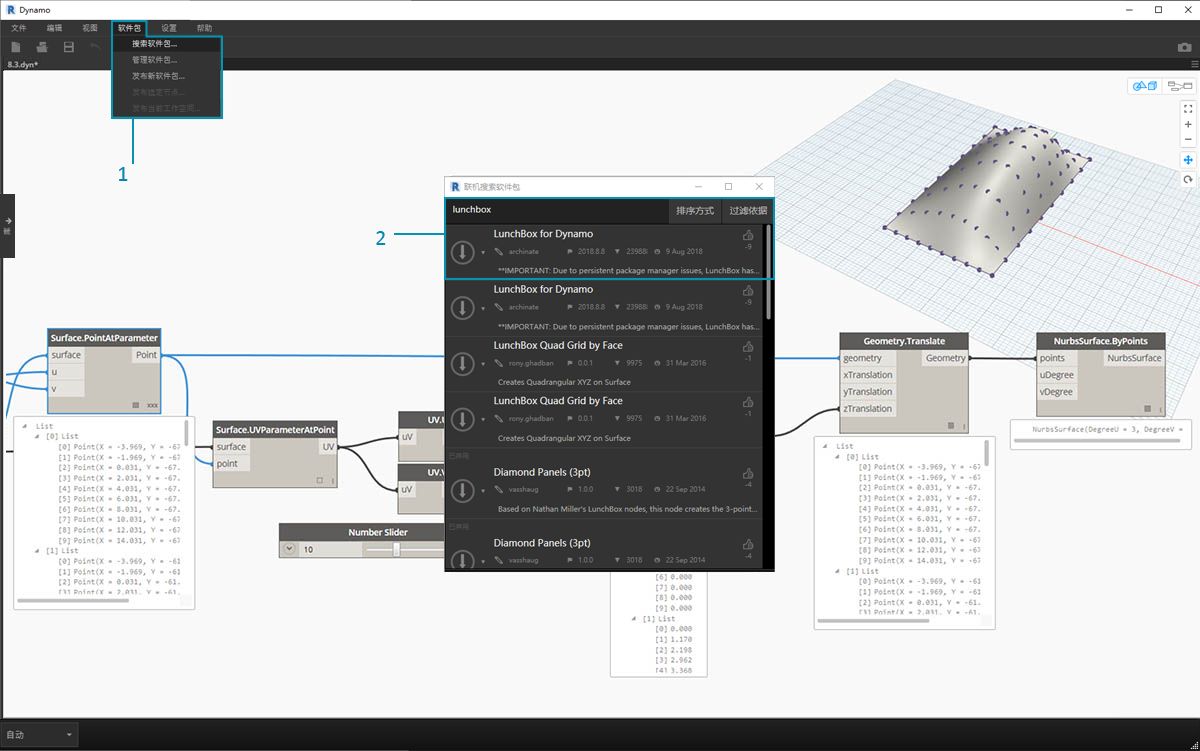 Dynamo
文件 编辑 视图 软件包 设置 帮助
搜索软件包...
管理软件包...
发布新软件包...
发布选定节点...
发布当前工作空间...
8.3.dyn*
1
2
联机搜索软件包
lunchbox 排序方式 过滤依据
LunchBox for Dynamo
archinate 2018.8.8 23988 9 Aug 2018 -9
**IMPORTANT: Due to persistent package manager issues, LunchBox has...
LunchBox for Dynamo
archinate 2018.8.8 23988 9 Aug 2018 -9
**IMPORTANT: Due to persistent package manager issues, LunchBox has...
LunchBox Quad Grid by Face
rony.ghadban 0.0.1 9975 31 Mar 2016 -1
Creates Quadrangular XYZ on Surface
LunchBox Quad Grid by Face
rony.ghadban 0.0.1 9975 31 Mar 2016 -1
Creates Quadrangular XYZ on Surface
已弃用
Diamond Panels (3pt)
vasshaug 1.0.0 3018 22 Sep 2014 -4
Based on Nathan Miller's LunchBox nodes, this node creates the 3-point...
已弃用
Diamond Panels (3pt)
vasshaug 1.0.0 3018 22 Sep 2014 -4
Surface.PointAtParameter
surface Point
u
v
xxx
List
[0] List
[0] Point(X = -3.969, Y = -67
[1] Point(X = -1.969, Y = -67
[2] Point(X = 0.031, Y = -67.
[3] Point(X = 2.031, Y = -67.
[4] Point(X = 4.031, Y = -67.
[5] Point(X = 6.031, Y = -67.
[6] Point(X = 8.031, Y = -67.
[7] Point(X = 10.031, Y = -67
[8] Point(X = 12.031, Y = -67
[9] Point(X = 14.031, Y = -67
[1] List
[0] Point(X = -3.969, Y = -61
[1] Point(X = -1.969, Y = -61
[2] Point(X = 0.031, Y = -61.
[3] Point(X = 2.031, Y = -61.
Surface.UVParameterAtPoint
surface UV
point
UV.
uV
UV.
uV
Number Slider
10
[6] 0.000
[7] 0.000
[8] 0.000
[9] 0.000
[1] List
[0] 0.000
[1] 1.170
[2] 2.198
[3] 2.962
[4] 3.368
Geometry.Translate
geometry Geometry
xTranslation
yTranslation
zTranslation
List
[0] List
[0] Point(X = -3.969, Y = -67
[1] Point(X = -1.969, Y = -67
[2] Point(X = 0.031, Y = -67.
[3] Point(X = 2.031, Y = -67.
[4] Point(X = 4.031, Y = -67.
[5] Point(X = 6.031, Y = -67.
[6] Point(X = 8.031, Y = -67.
[7] Point(X = 10.031, Y = -67
[8] Point(X = 12.031, Y = -67
[9] Point(X = 14.031, Y = -67
[1] List
[0] Point(X = -3.969, Y = -61
[1] Point(X = -1.969, Y = -61
[2] Point(X = 0.031, Y = -61.
[3] Point(X = 2.031, Y = -61.
NurbsSurface.ByPoints
points NurbsSurface
uDegree
vDegree
NurbsSurface(DegreeU = 3, DegreeV =
自动